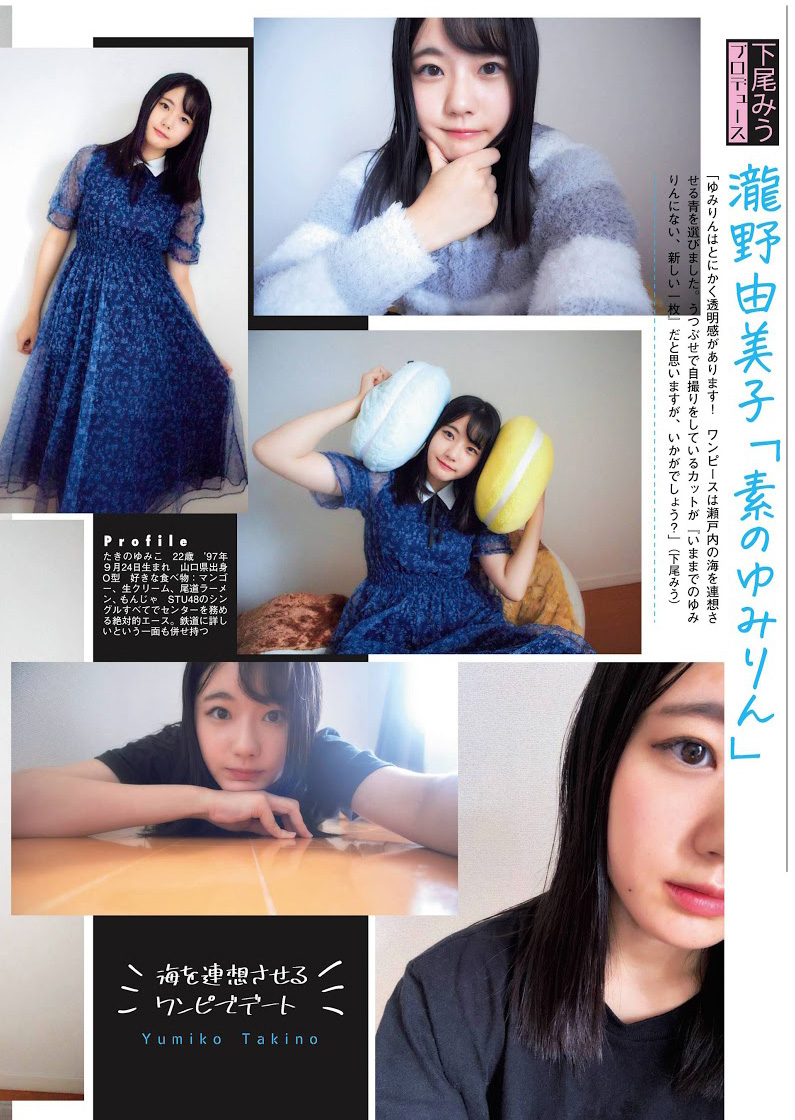 下尾みう
プロデュース
瀧野由美子「素のゆみりん」
「ゆみりんはとにかく透明感があります！　ワンピースは瀬戸内の海を連想さ
せる青を選びました。うつぶせで自撮りをしているカットが『いままでのゆみ
りんにない、新しい一枚』だと思いますが、いかがでしょう？」（下尾みう）
Profile
たきのゆみこ　22歳　'97年
9月24日生まれ　山口県出身
O型　好きな食べ物：マンゴ
ー、生クリーム、尾道ラーメ
ン、もんじゃ　STU48のシン
グルすべてでセンターを務め
る絶対的エース。鉄道に詳し
いという一面も併せ持つ
海を連想させる
ワンピでデート
Yumiko Takino